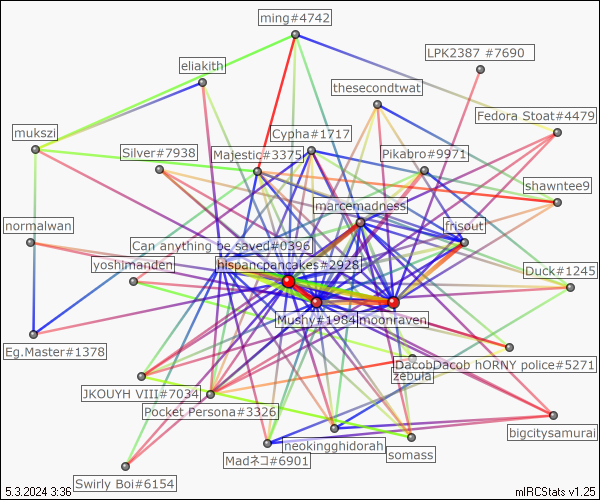 ming#4742
LPK2387 #7690
eliakith
thesecondtwat
Fedora Stoat#4479
mukszi
Cypha#1717
Silver#7938
Majestic#3375
Pikabro#9971
shawntee9
marcemadness
normalwan
frisout
Can anything be saved#0396
yoshimanden
hispancpancakes#2928
Duck#1245
Mushy#1984
moonraven
Eg.Master#1378
DacobDacob hORNY police#5271
zebula
JKOUYH VIII#7034
Pocket Persona#3326
bigcitysamurai
neokingghidorah
somass
Madネコ#6901
Swirly Boi#6154
5.3.2024 3:36
mIRCStats v1.25